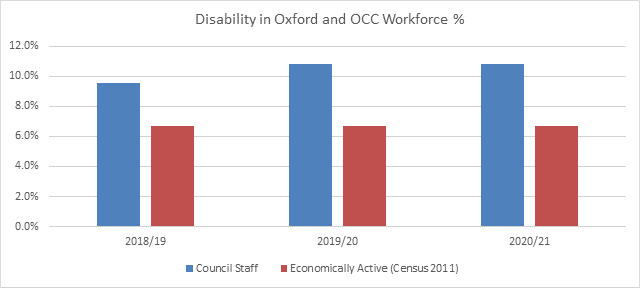 Disability in Oxford and OCC Workforce %
12.0%
10.0%
8.0%
6.0%
4.0%
2.0%
0.0%
2018/19 2019/20 2020/21
Council Staff Economically Active (Census 2011)